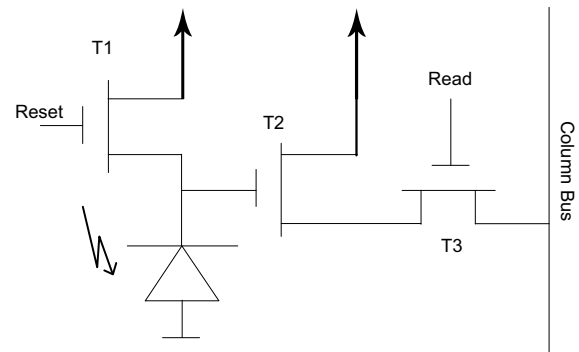 T1
Reset
T2
Read
T3
Column Bus